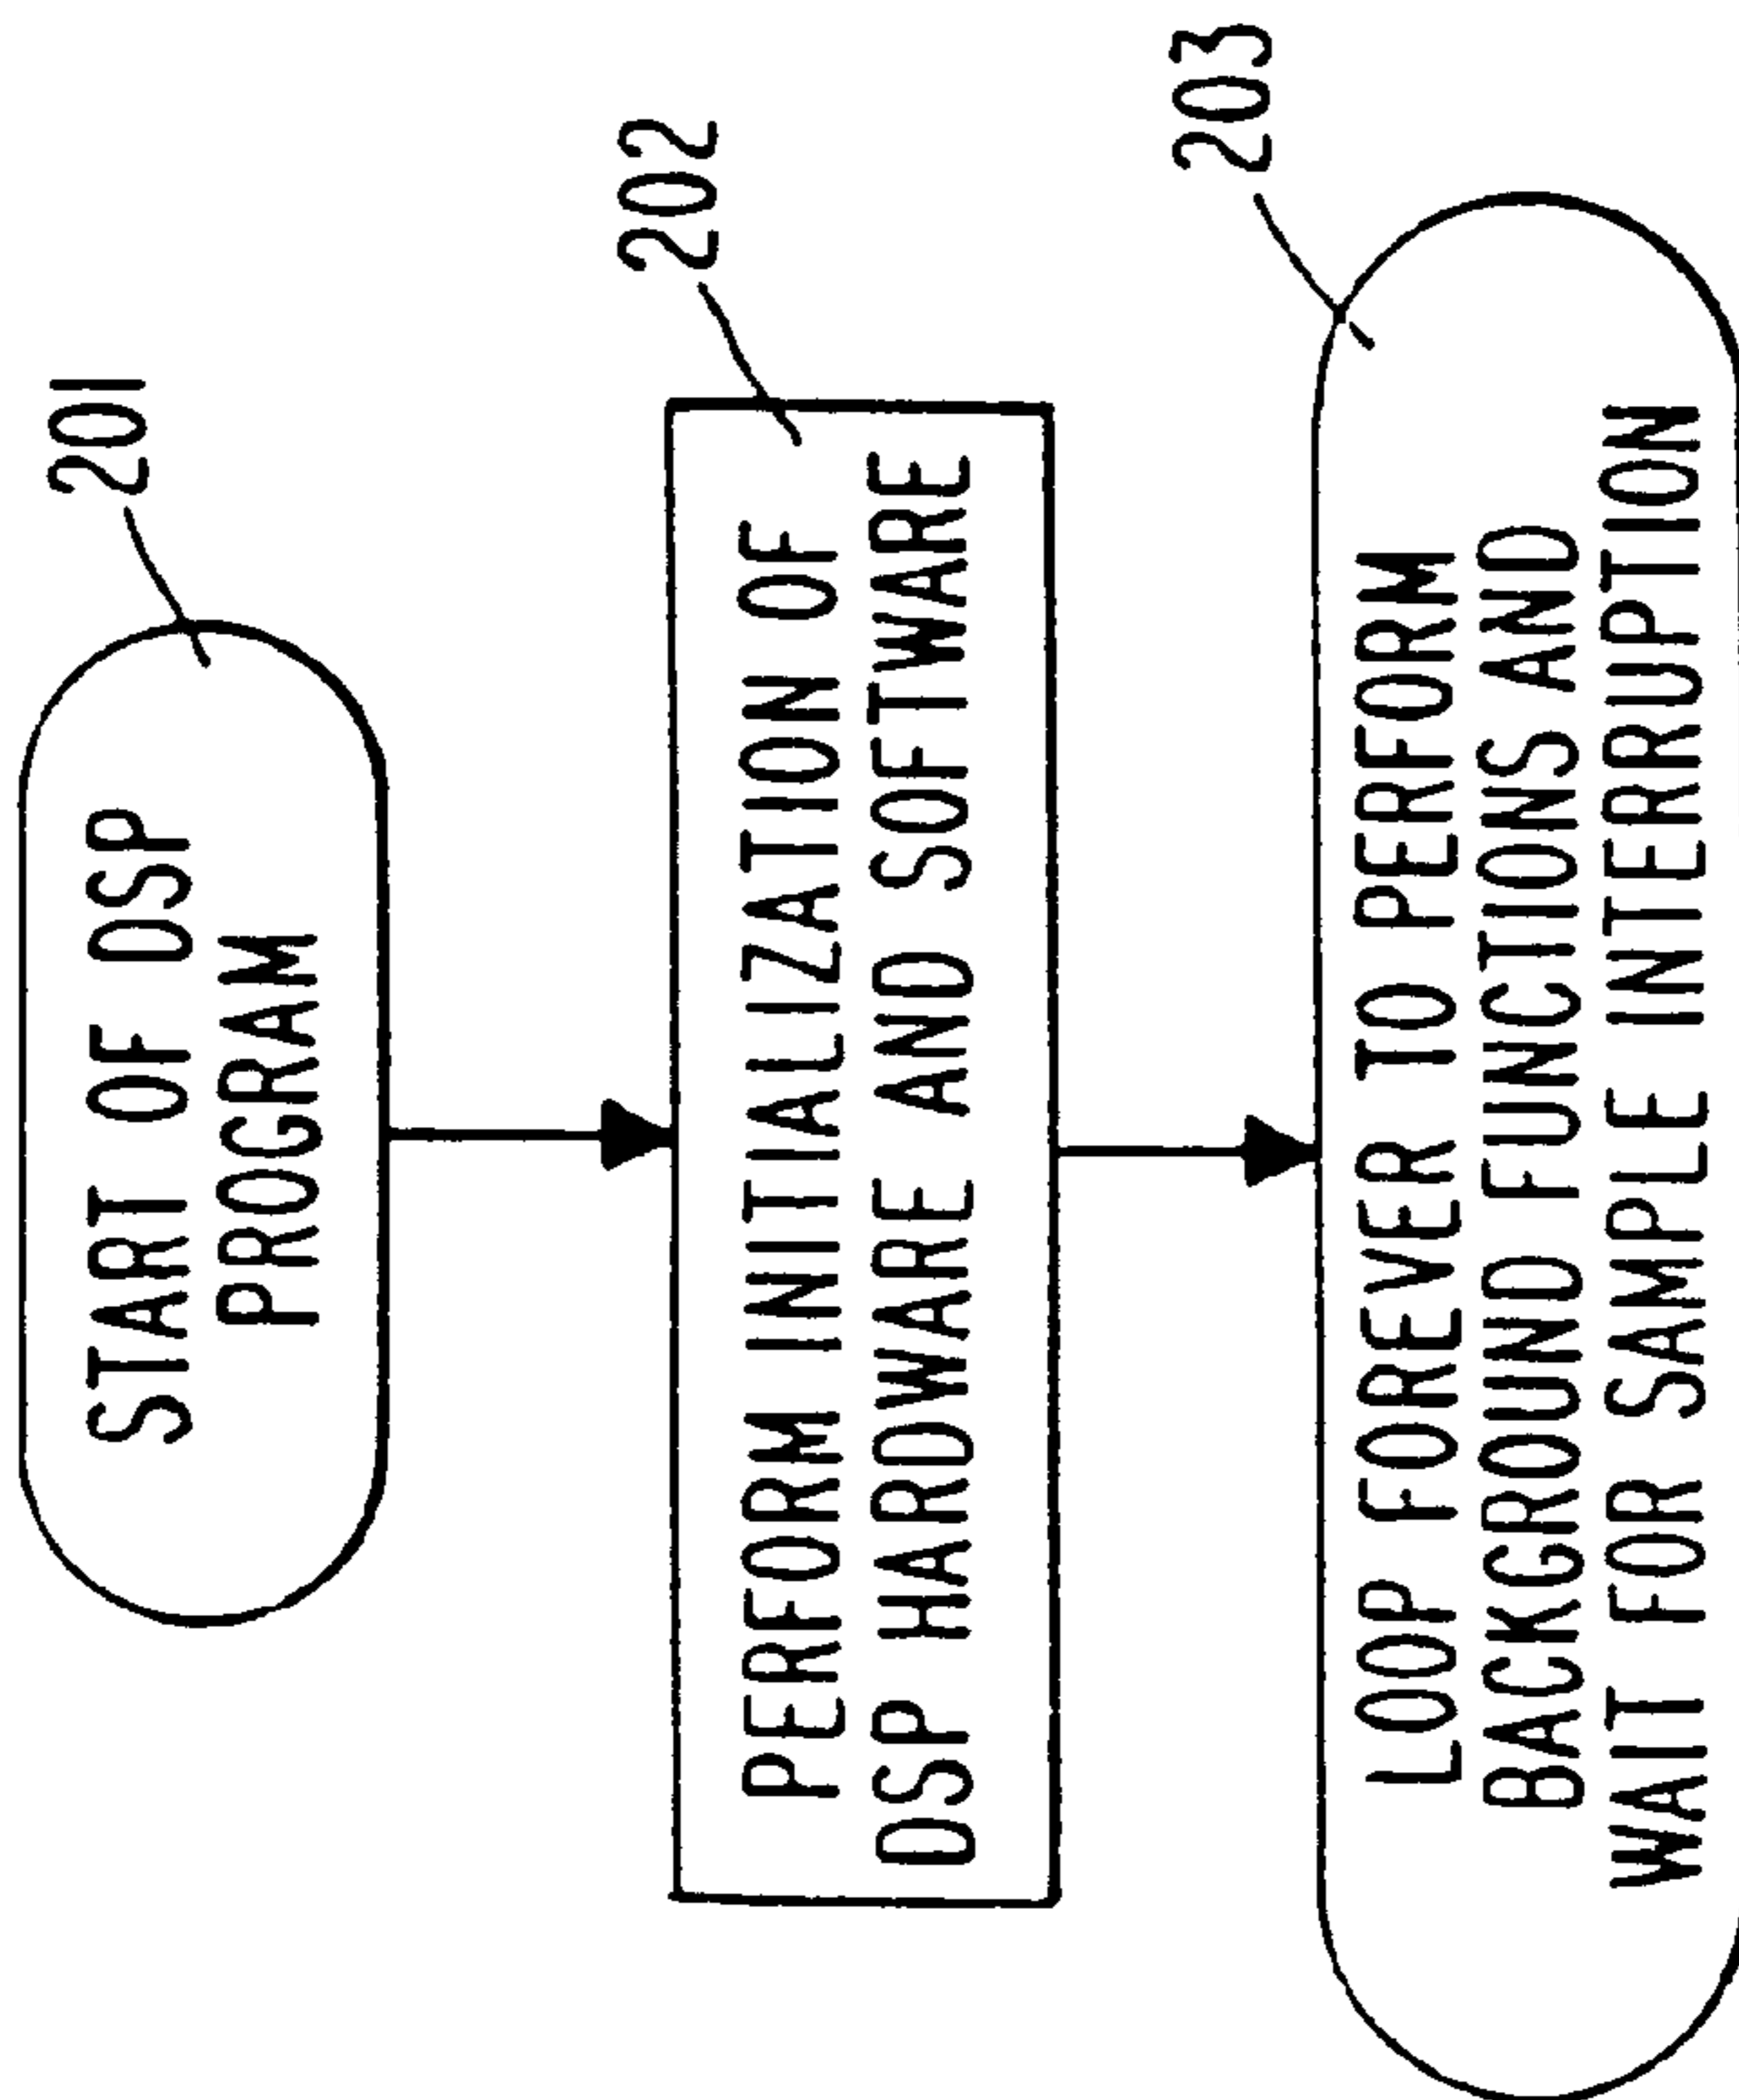 201
START OF DSP
PROGRAM
202
PERFORM INITIALIZATION OF
DSP HARDWARE AND SOFTWARE
203
LOOP FOREVER TO PERFORM
BACKGROUND FUNCTIONS AND
WAIT FOR SAMPLE INTERRUPTION